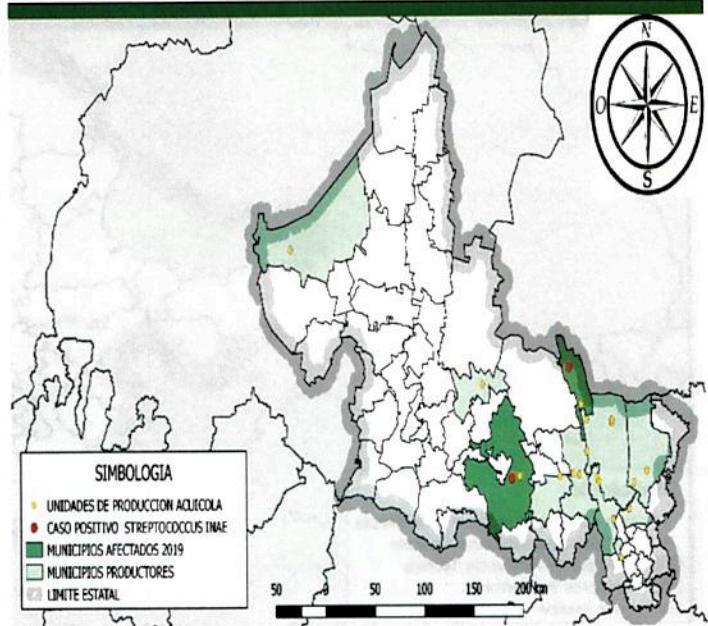 N
O
E
S
SIMBOLOGIA
UNIDADES DE PRODUCCION ACUICOLA
CASO POSITIVO STREPTOCOCCUS INAE
MUNICIPIOS AFECTADOS 2019
MUNICIPIOS PRODUCTORES
LIMITE ESTATAL
50 0 50 100 150 200 km